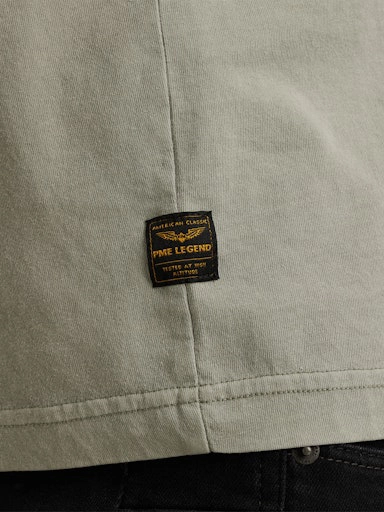 AMERICAN CLASSIC
PME LEGEND
TESTED AT HIGH
ALTITUDE